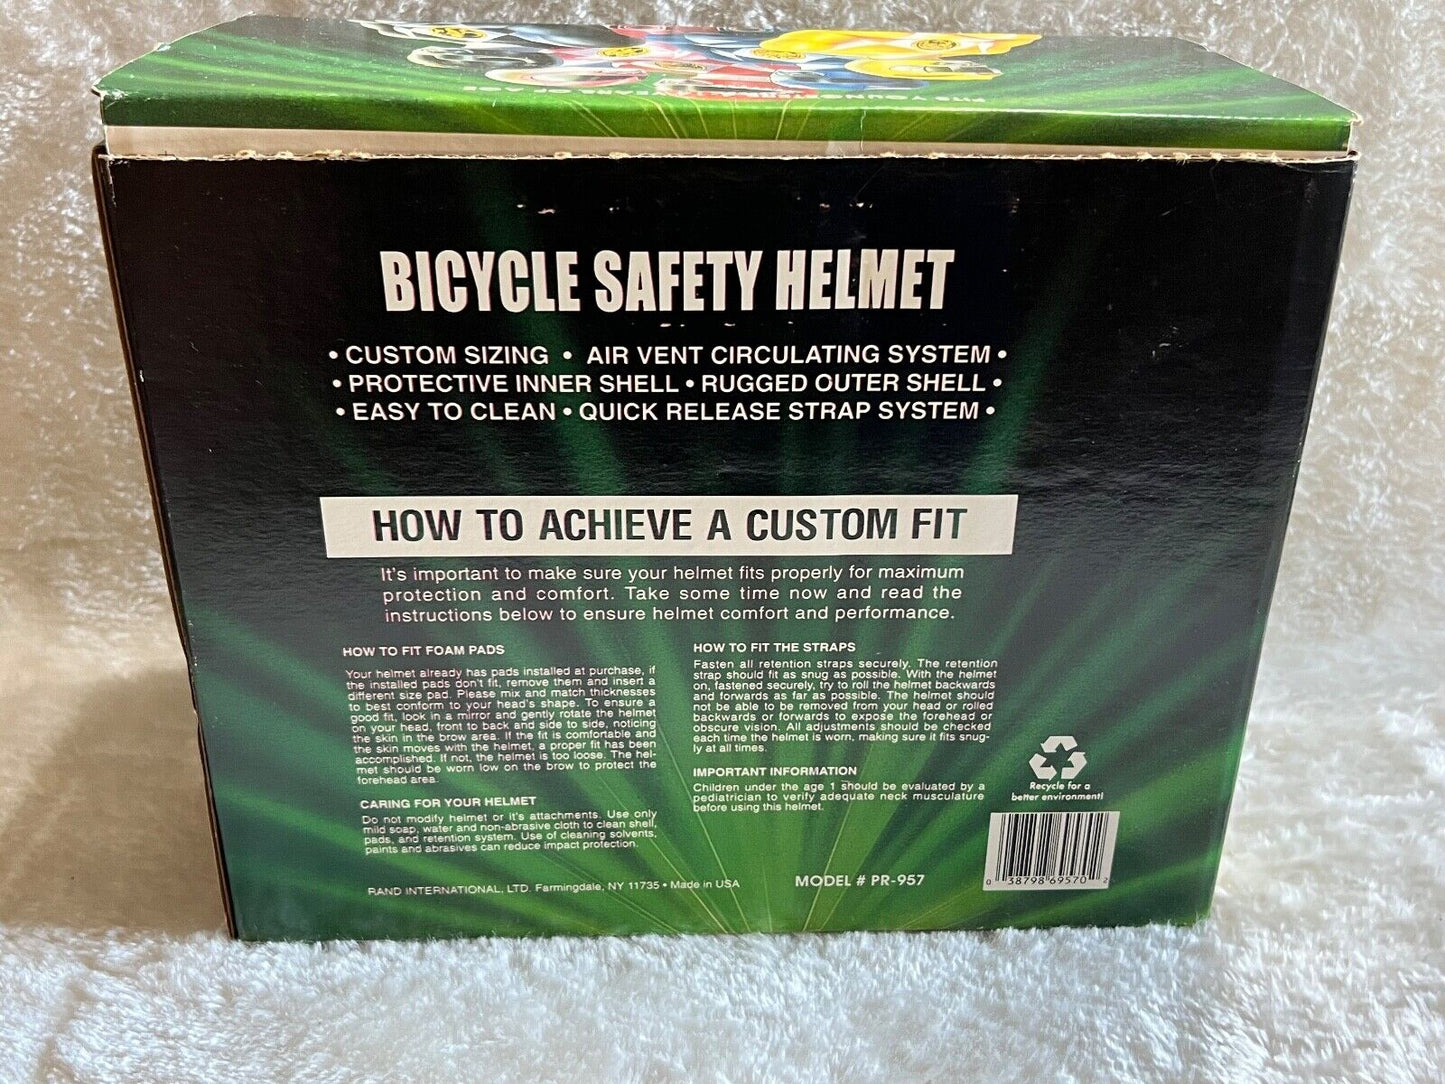 BICYCLE SAFETY HELMET
• CUSTOM SIZING • AIR VENT CIRCULATING SYSTEM •
• PROTECTIVE INNER SHELL • RUGGED OUTER SHELL •
• EASY TO CLEAN • QUICK RELEASE STRAP SYSTEM •
HOW TO ACHIEVE A CUSTOM FIT
It's important to make sure your helmet fits properly for maximum
protection and comfort. Take some time now and read the
instructions below to ensure helmet comfort and performance.
HOW TO FIT FOAM PADS
Your helmet already has pads installed at purchase, if
the installed pads don't fit, remove them and insert a
different size pad. Please mix and match thicknesses
to best conform to your head's shape. To ensure a
good fit, look in a mirror and gently rotate the helmet
on your head, front to back and side to side, noticing
the skin in the brow area. If the fit is comfortable and
the skin moves with the helmet, a proper fit has been
accomplished. If not, the helmet is too loose. The hel-
met should be worn low on the brow to protect the
forehead area.
CARING FOR YOUR HELMET
Do not modify helmet or it's attachments. Use only
mild soap, water and non-abrasive cloth to clean shell,
pads, and retention system. Use of cleaning solvents,
paints and abrasives can reduce impact protection.
HOW TO FIT THE STRAPS
Fasten all retention straps securely. The retention
strap should fit as snug as possible. With the helmet
on, fastened securely, try to roll the helmet backwards
and forwards as far as possible. The helmet should
not be able to be removed from your head or rolled
backwards or forwards to expose the forehead or
obscure vision. All adjustments should be checked
each time the helmet is worn, making sure it fits snug-
ly at all times.
IMPORTANT INFORMATION
Children under the age 1 should be evaluated by a
pediatrician to verify adequate neck musculature
before using this helmet.
Recycle for a
better environment!
0 38798 69570 2
RAND INTERNATIONAL, LTD. Farmingdale, NY 11735 • Made in USA
MODEL # PR-957